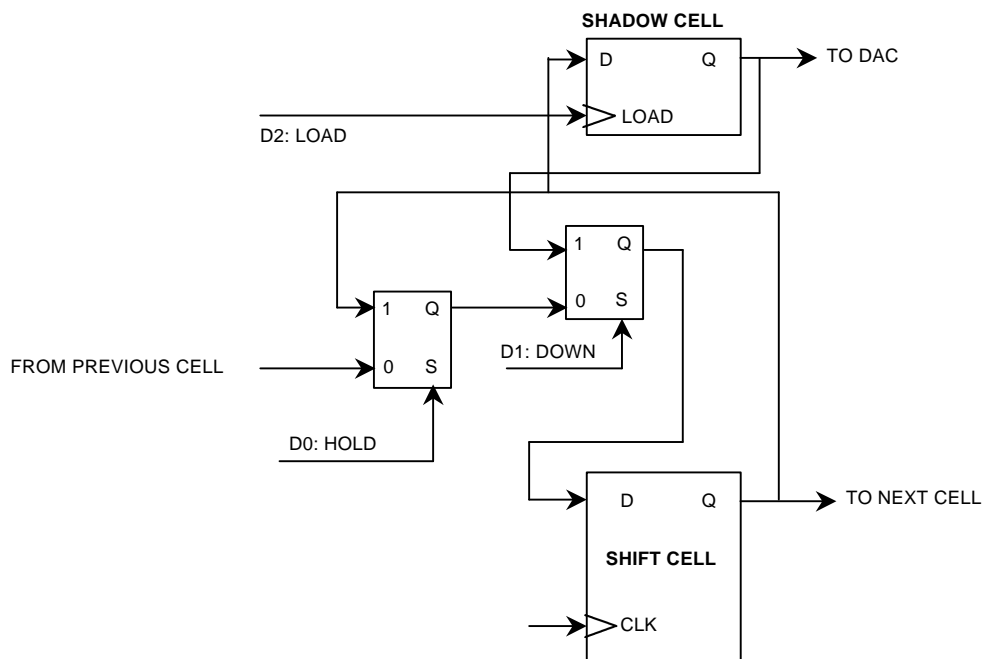 SHADOW CELL
D Q
TO DAC
LOAD
D2: LOAD
1 Q
0 S
D1: DOWN
1 Q
FROM PREVIOUS CELL
0 S
D0: HOLD
D Q
TO NEXT CELL
SHIFT CELL
CLK